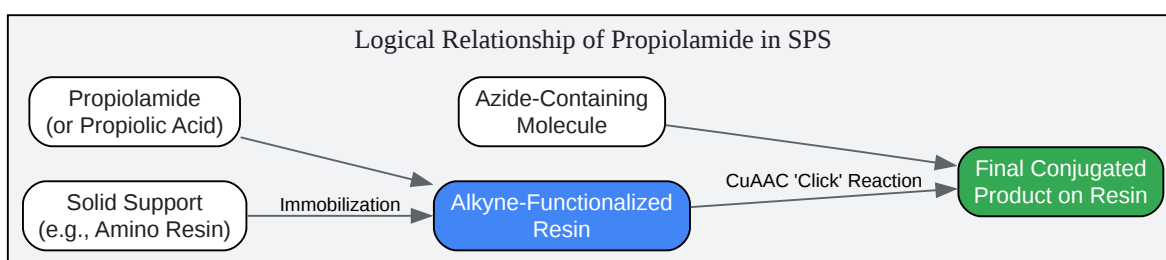 Logical Relationship of Propiolamide in SPS
Propiolamide
(or Propiolic Acid)
Azide-Containing
Molecule
Solid Support
(e.g., Amino Resin)
Immobilization
Alkyne-Functionalized
Resin
CuAAC 'Click' Reaction
Final Conjugated
Product on Resin